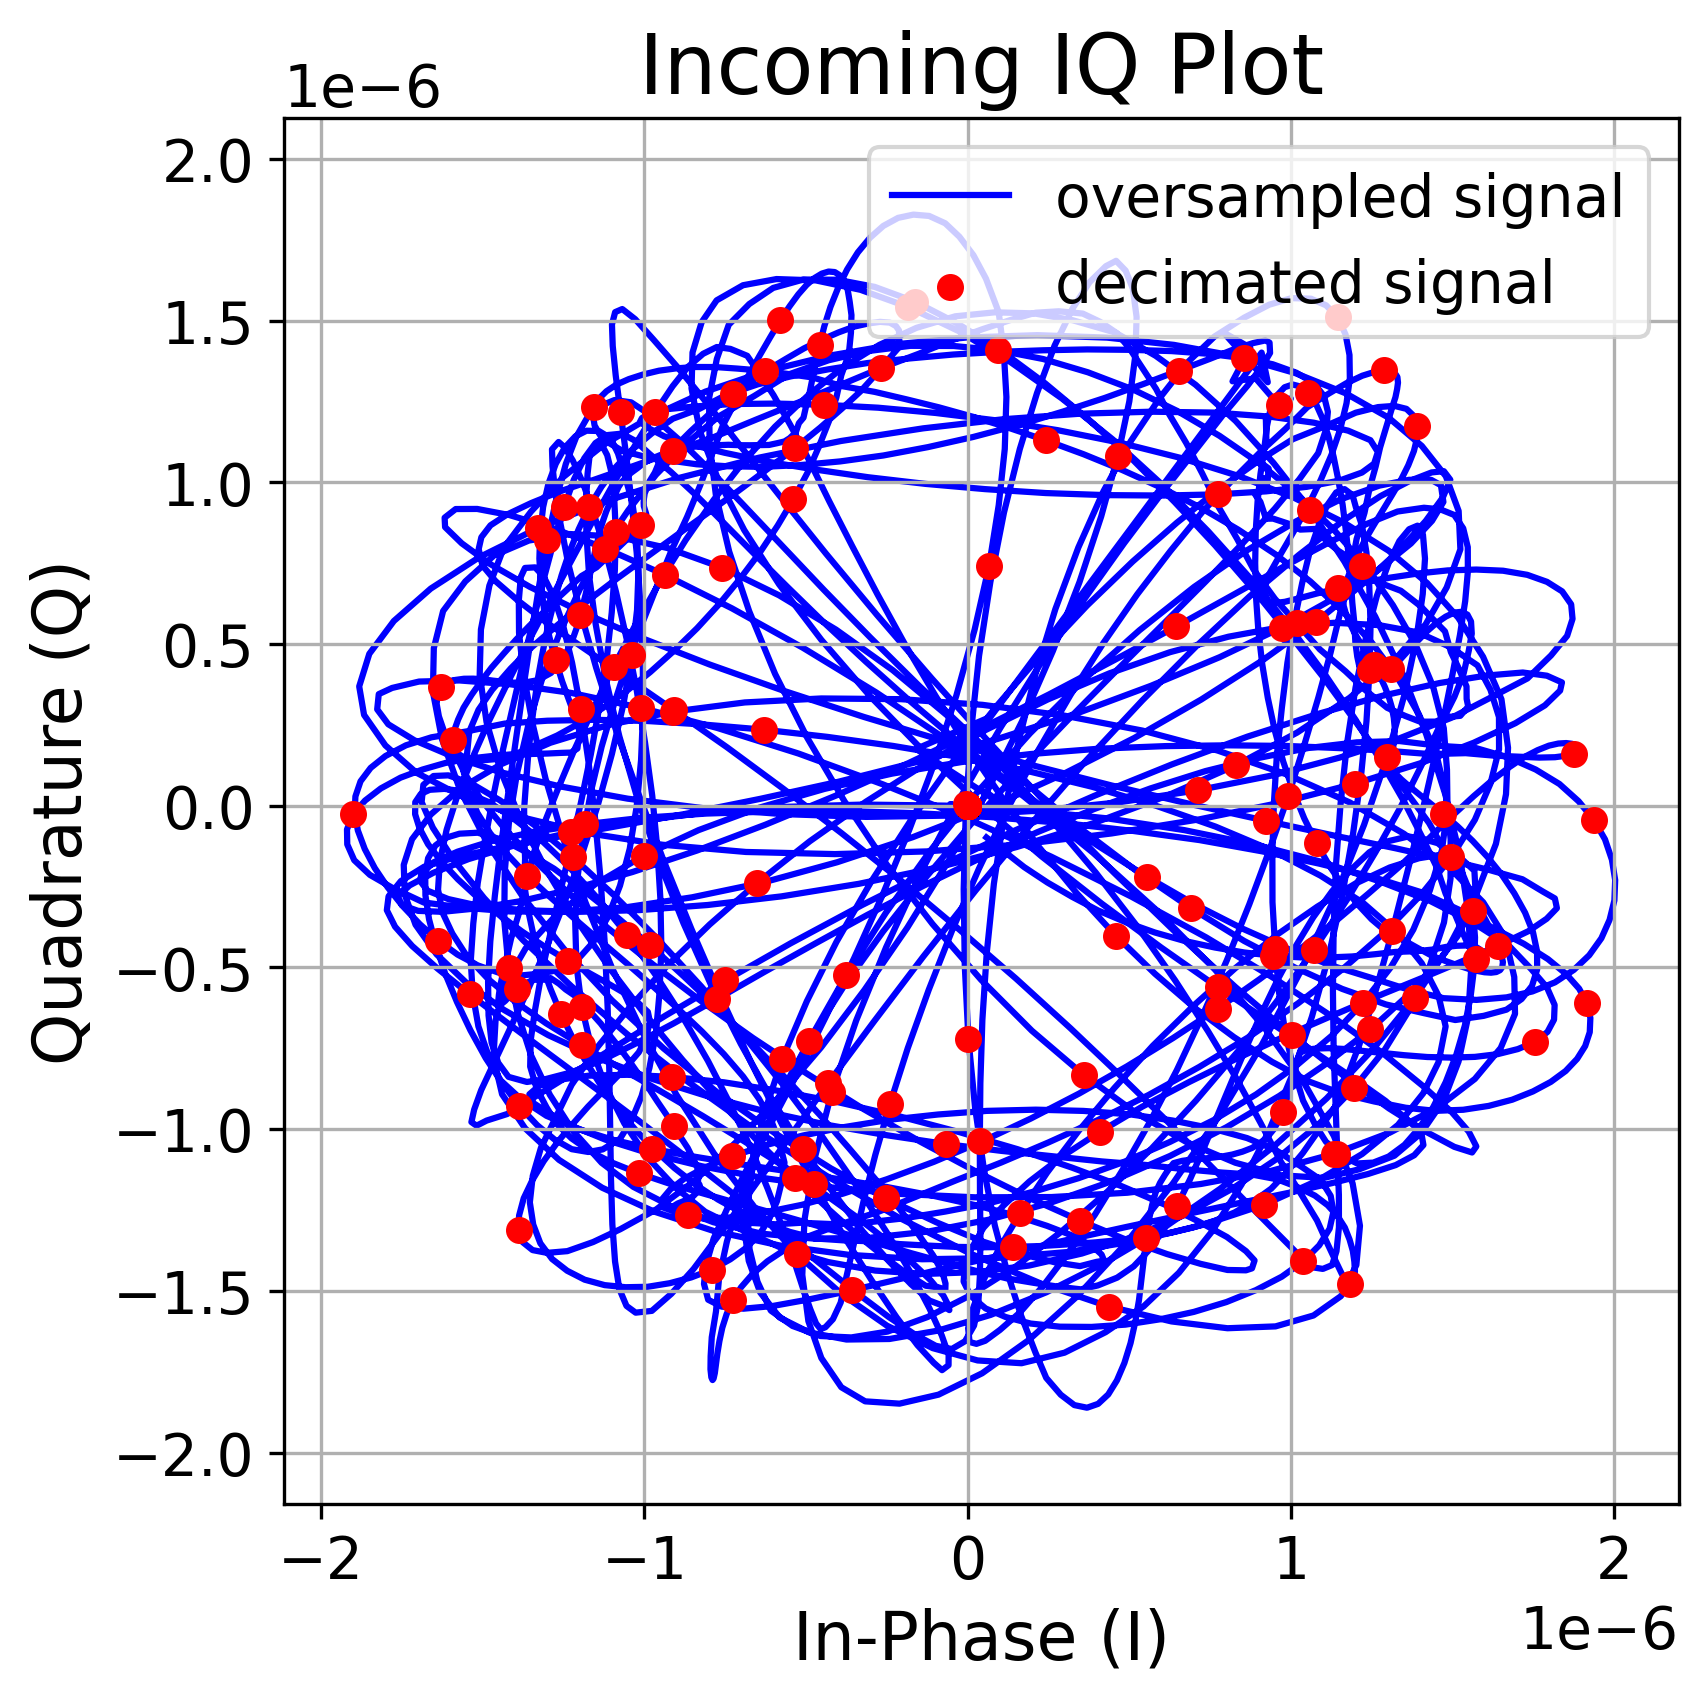 Incoming IQ Plot
1e−6
oversampled signal
decimated signal
2.0
1.5
1.0
0.5
0.0
−0.5
−1.0
−1.5
−2.0
Quadrature (Q)
−2 −1 0 1 2
In-Phase (I)
1e−6